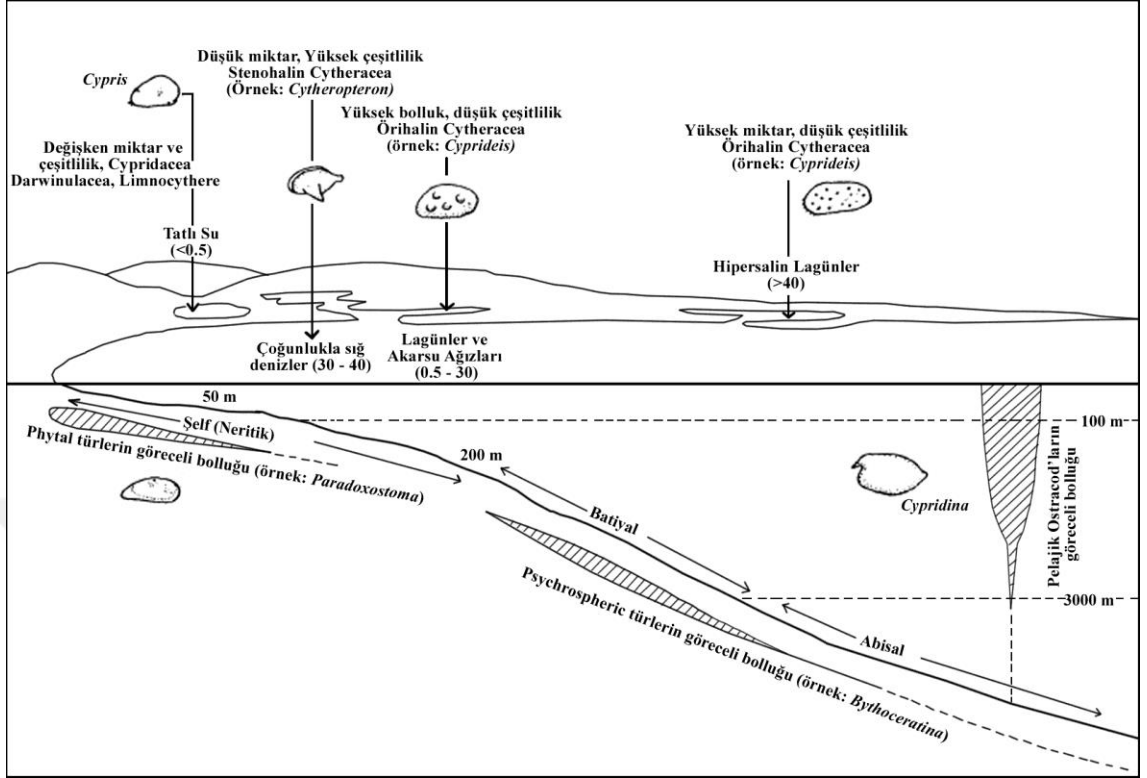 Cypris
Değişken miktar ve
çeşitlilik, Cypridacea
Darwinulacea, Limnocythere
Tatlı Su
(<0.5)
Düşük miktar, Yüksek çeşitlilik
Stenohalin Cytheracea
(Örnek: Cytheropteron)
Çoğunlukla sığ
denizler (30 - 40)
Yüksek bolluk, düşük çeşitlilik
Örihalin Cytheracea
(örnek: Cyprideis)
Lagünler ve
Akarsu Ağızları
(0.5 - 30)
Yüksek miktar, düşük çeşitlilik
Örihalin Cytheracea
(örnek: Cyprideis)
Hipersalin Lagünler
(>40)
50 m
Şelf (Neritik)
Phytal türlerin göreceli bolluğu (örnek: Paradoxostoma)
200 m
Batiyal
Psychrospheric türlerin göreceli bolluğu (örnek: Bythoceratina)
Abisal
Cypridina
Pelajik Ostracod'ların
göreceli bolluğu
100 m
3000 m